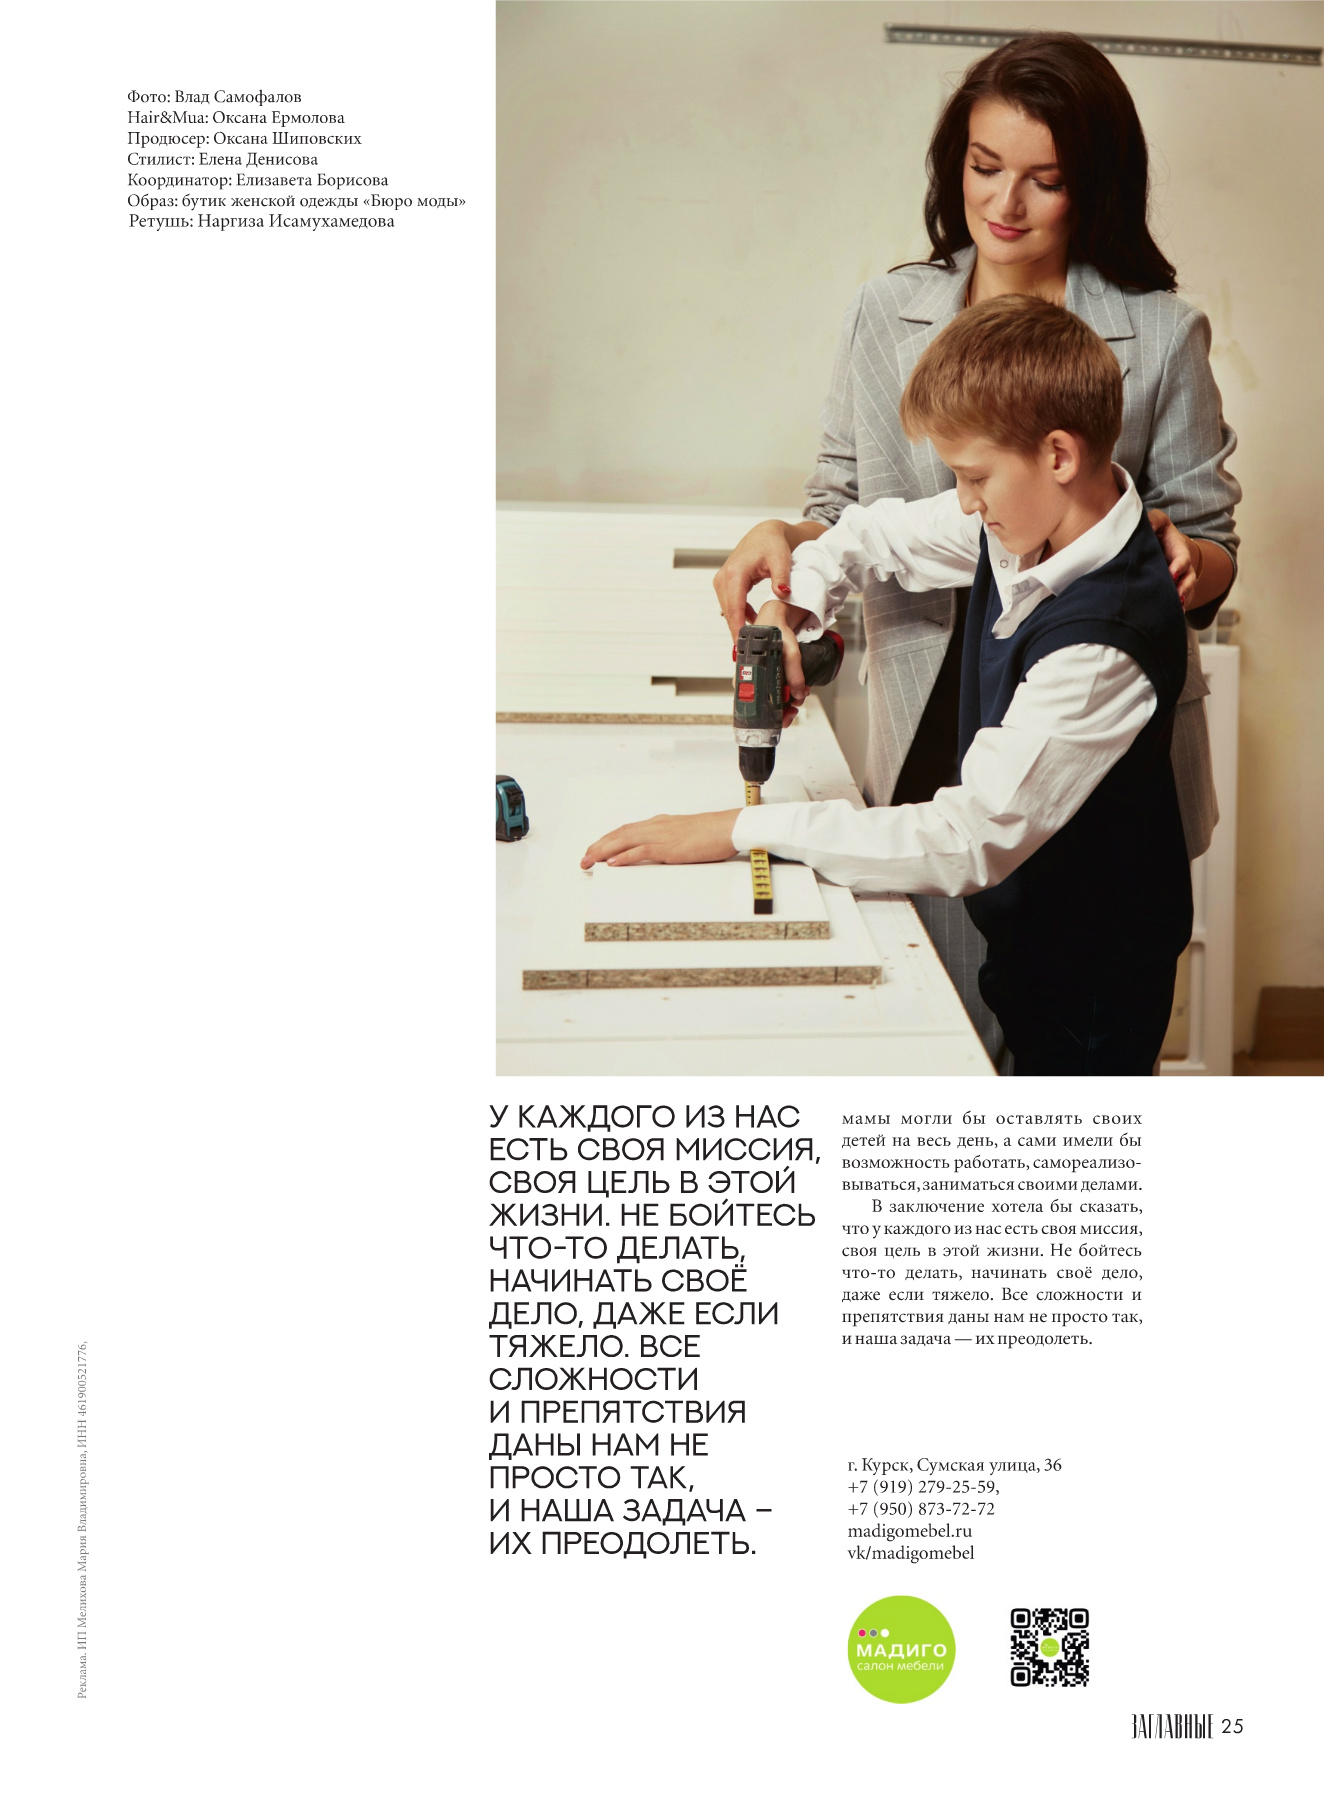 Фото: Влад Самофалов
Hair&Mua: Оксана Ермолова
Продюсер: Оксана Шиповских
Стилист: Елена Денисова
Координатор: Елизавета Борисова
Образ: бутик женской одежды «Бюро моды»
Ретушь: Наргиза Исамухамедова
У КАЖДОГО ИЗ НАС
ЕСТЬ СВОЯ МИССИЯ,
СВОЯ ЦЕЛЬ В ЭТОЙ
ЖИЗНИ. НЕ БОЙТЕСЬ
ЧТО-ТО ДЕЛАТЬ,
НАЧИНАТЬ СВОЁ
ДЕЛО, ДАЖЕ ЕСЛИ
ТЯЖЕЛО. ВСЕ
СЛОЖНОСТИ
И ПРЕПЯТСТВИЯ
ДАНЫ НАМ НЕ
ПРОСТО ТАК,
И НАША ЗАДАЧА –
ИХ ПРЕОДОЛЕТЬ.
мамы могли бы оставлять своих
детей на весь день, а сами имели бы
возможность работать, самореализо-
вываться, заниматься своими делами.
В заключение хотела бы сказать,
что у каждого из нас есть своя миссия,
своя цель в этой жизни. Не бойтесь
что-то делать, начинать своё дело,
даже если тяжело. Все сложности и
препятствия даны нам не просто так,
и наша задача — их преодолеть.
г. Курск, Сумская улица, 36
+7 (919) 279-25-59,
+7 (950) 873-72-72
madigomebel.ru
vk/madigomebel
МАДИГО
салон мебели
Реклама. ИП Мелихова Мария Владимировна, ИНН 461900521776,
ЗАГЛАВНЫЕ 25